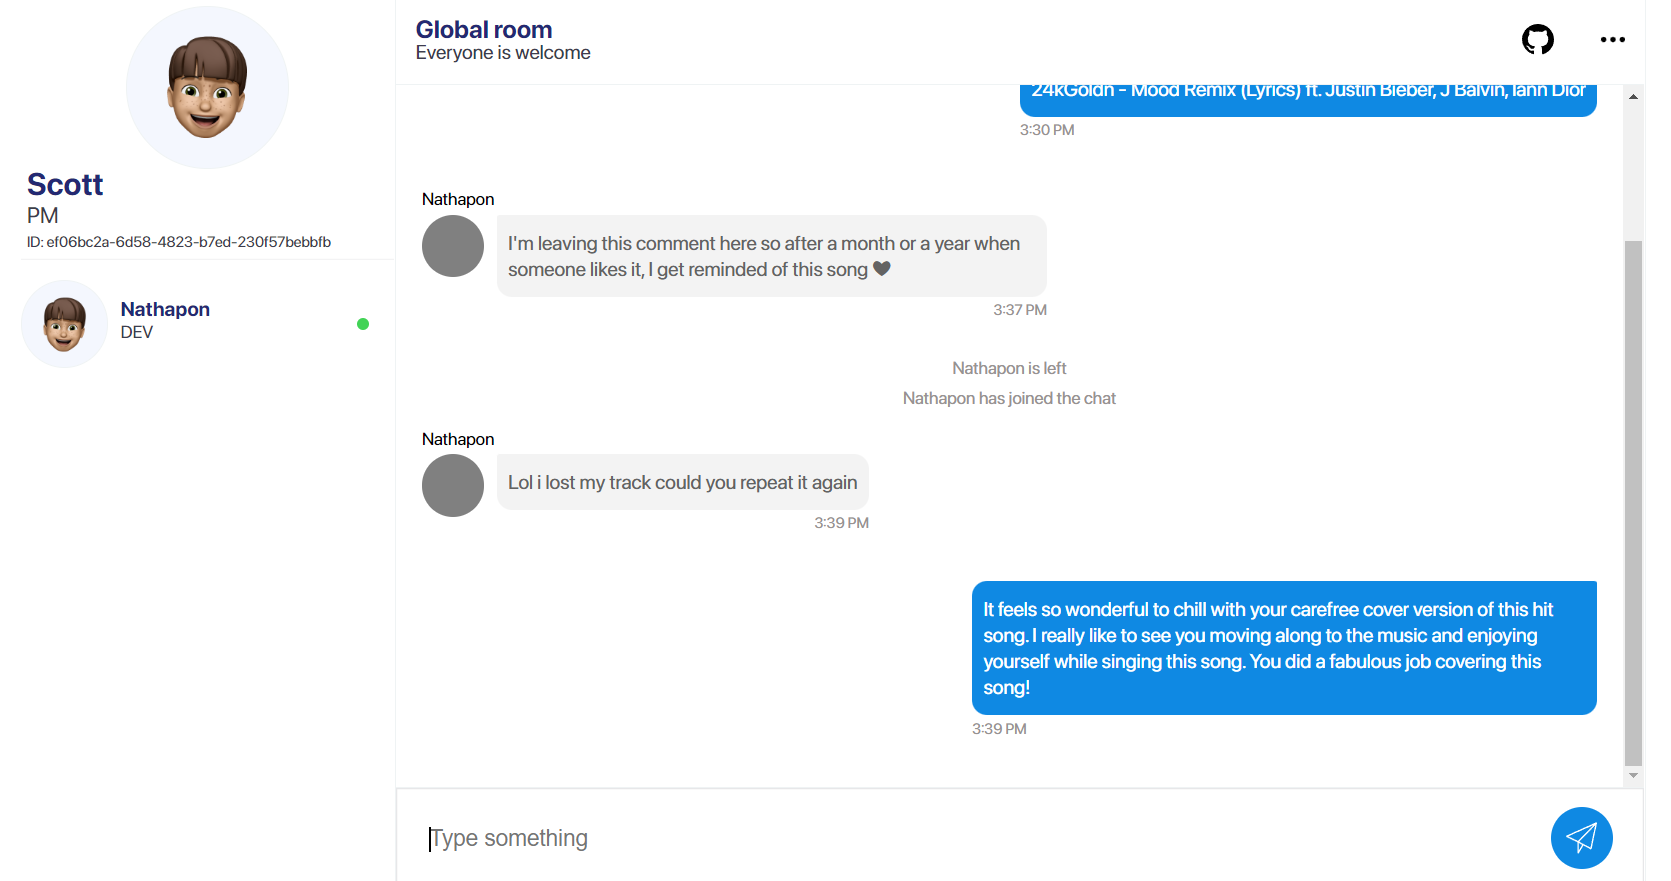 Scott
PM
ID: ef06bc2a-6d58-4823-b7ed-230f57bebbfb
Nathapon
DEV
Global room
Everyone is welcome
24kGoldn - Mood Remix (Lyrics) ft. Justin Bieber, J Balvin, Iann Dior
3:30 PM
Nathapon
I'm leaving this comment here so after a month or a year when
someone likes it, I get reminded of this song 🖤
3:37 PM
Nathapon is left
Nathapon has joined the chat
Nathapon
Lol i lost my track could you repeat it again
3:39 PM
It feels so wonderful to chill with your carefree cover version of this hit
song. I really like to see you moving along to the music and enjoying
yourself while singing this song. You did a fabulous job covering this
song!
3:39 PM
Type something